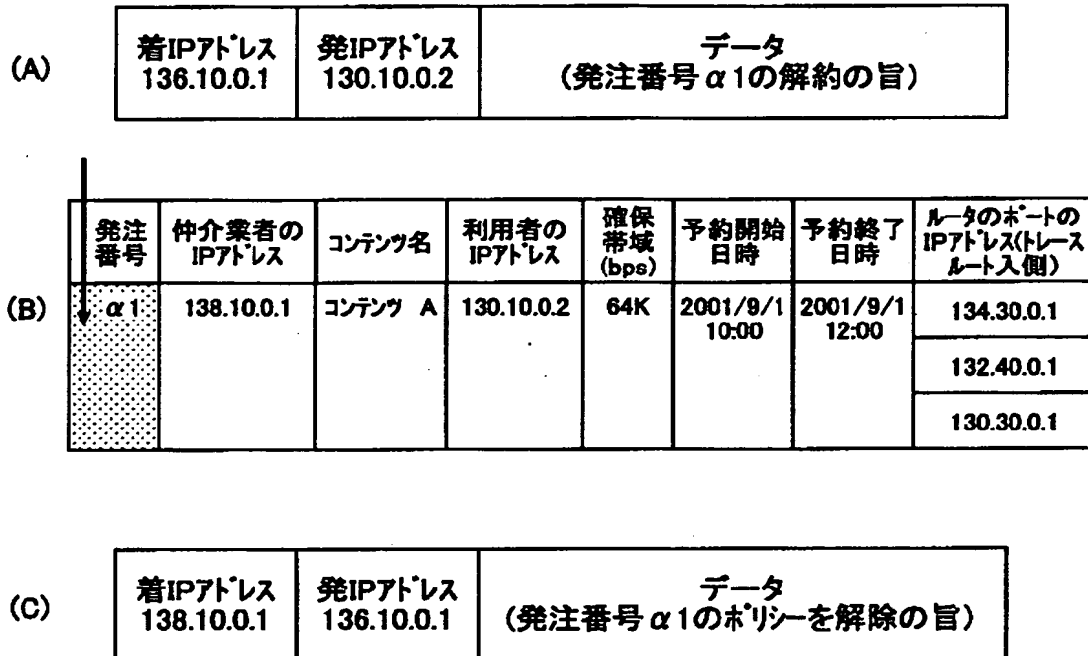 (A)
着IPアドレス
136.10.0.1
発IPアドレス
130.10.0.2
データ
(発注番号α1の解約の旨)
(B)
発注
番号
仲介業者の
IPアドレス
コンテンツ名
利用者の
IPアドレス
確保
帯域
(bps)
予約開始
日時
予約終了
日時
ルータのポートの
IPアドレス(トレース
ルート入側)
α1
138.10.0.1
コンテンツ A
130.10.0.2
64K
2001/9/1
10:00
2001/9/1
12:00
134.30.0.1
132.40.0.1
130.30.0.1
(C)
着IPアドレス
138.10.0.1
発IPアドレス
136.10.0.1
データ
(発注番号α1のポリシーを解除の旨)